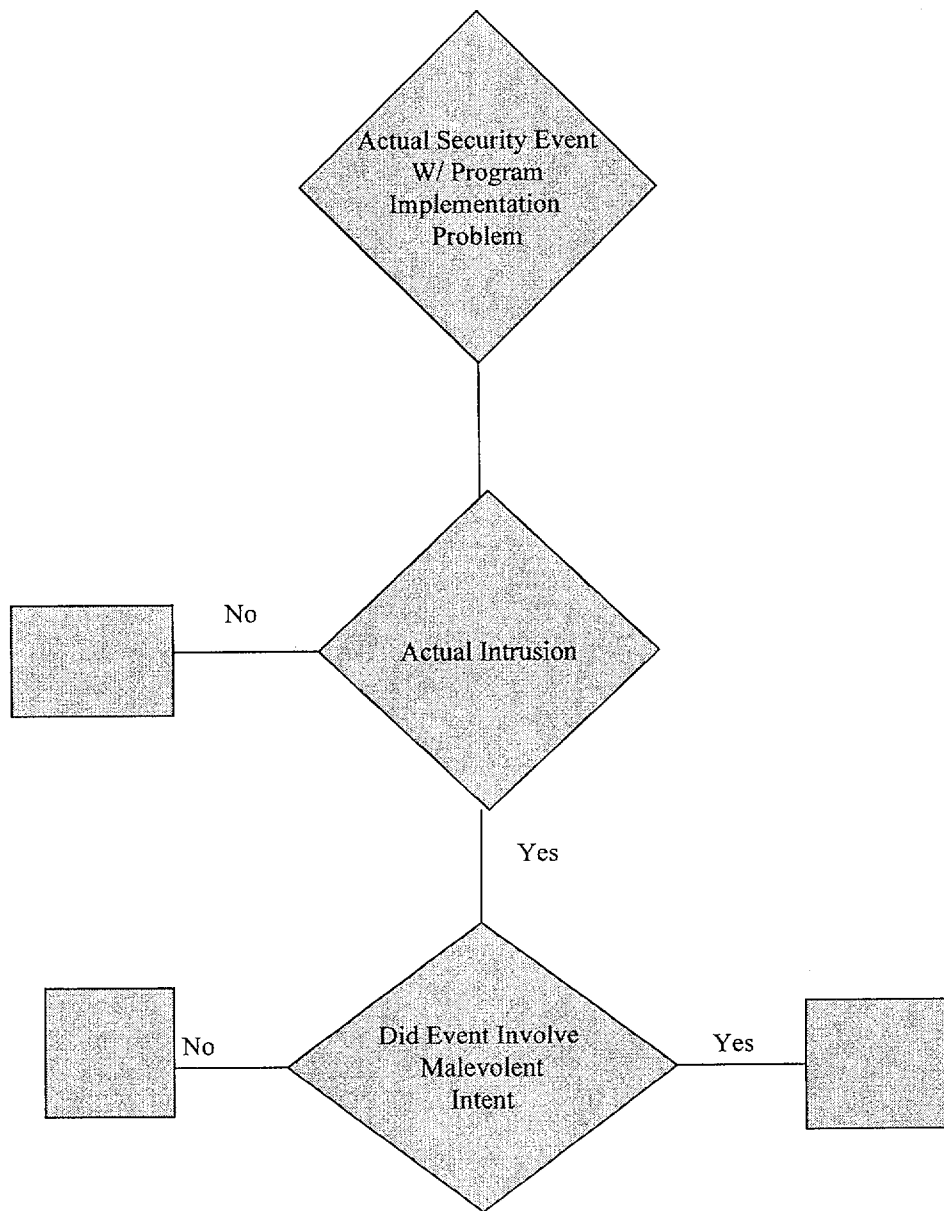 Actual Security Event
W/ Program
Implementation
Problem
No
Actual Intrusion
Yes
Did Event Involve
Malevolent
Intent
No
Yes